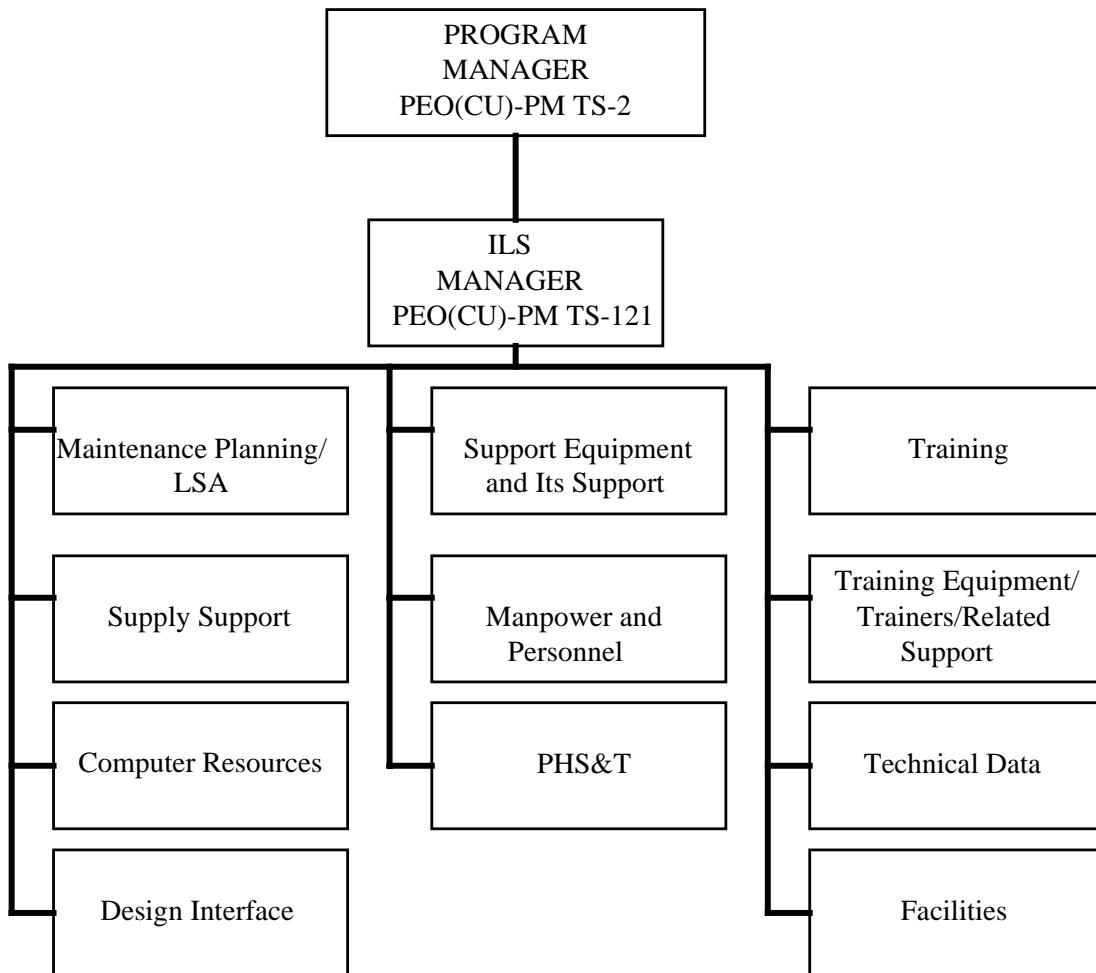 PROGRAM
MANAGER
PEO(CU)-PM TS-2
ILS
MANAGER
PEO(CU)-PM TS-121
Maintenance Planning/
LSA
Support Equipment
and Its Support
Training
Supply Support
Manpower and
Personnel
Training Equipment/
Trainers/Related
Support
Computer Resources
PHS&T
Technical Data
Design Interface
Facilities